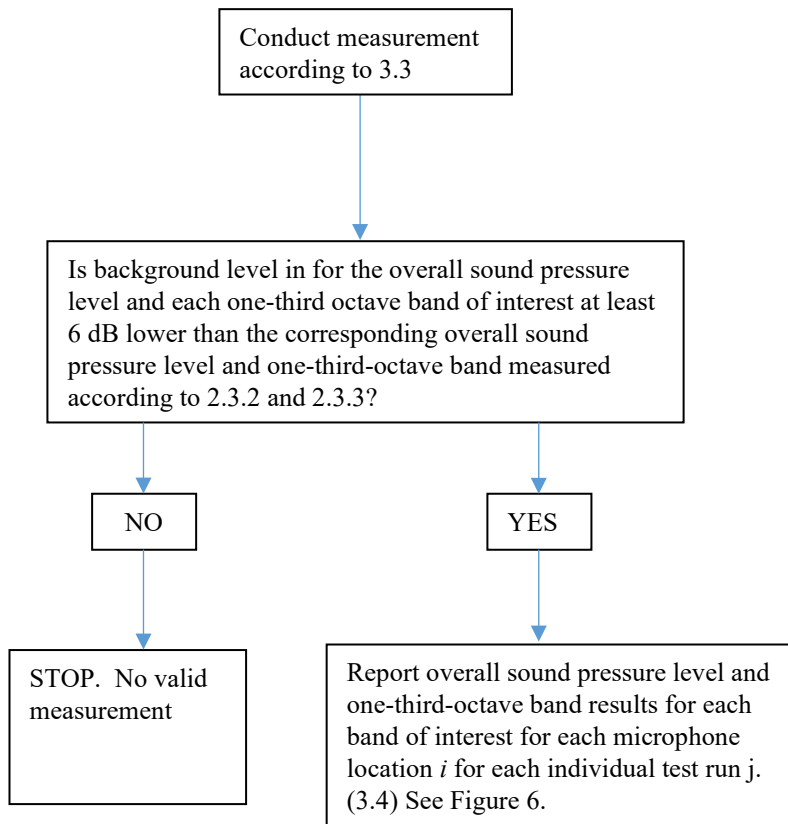 Conduct measurement
according to 3.3
Is background level in for the overall sound pressure
level and each one-third octave band of interest at least
6 dB lower than the corresponding overall sound
pressure level and one-third-octave band measured
according to 2.3.2 and 2.3.3?
NO
YES
STOP.  No valid
measurement
Report overall sound pressure level and
one-third-octave band results for each
band of interest for each microphone
location i for each individual test run j.
(3.4) See Figure 6.